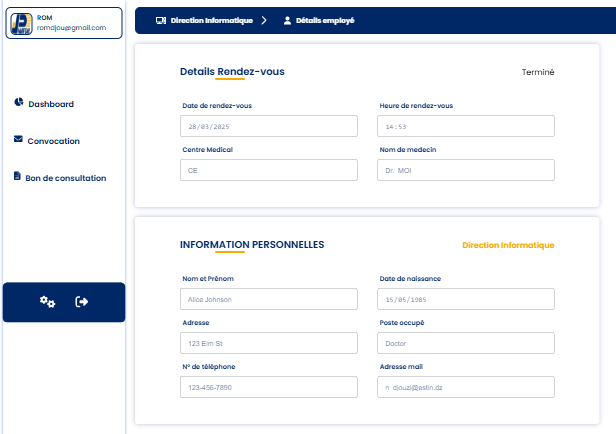 ROM
romdjou@gmail.com
Direction Informatique > Détails employé
Dashboard
Convocation
Bon de consultation
Details Rendez-vous
Terminé
Date de rendez-vous
Heure de rendez-vous
28/03/2025
14:53
Centre Medical
Nom de medecin
CE
Dr. MOI
INFORMATION PERSONNELLES
Direction Informatique
Nom et Prénom
Date de naissance
Alice Johnson
15/05/1985
Adresse
Poste occupé
123 Elm St
Doctor
N° de téléphone
Adresse mail
123-456-7890
n djouzi@estin.dz